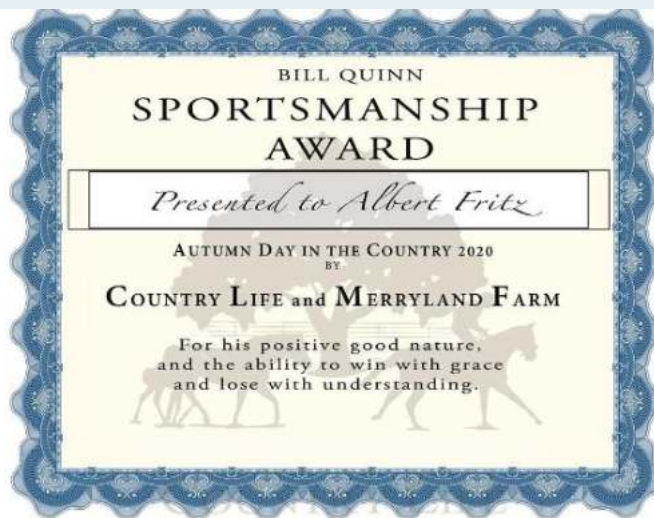 BILL QUINN
SPORTSMANSHIP
AWARD
Presented to Albert Fritz
AUTUMN DAY IN THE COUNTRY 2020
BY
COUNTRY LIFE and MERRYLAND FARM
For his positive good nature,
and the ability to win with grace
and lose with understanding.